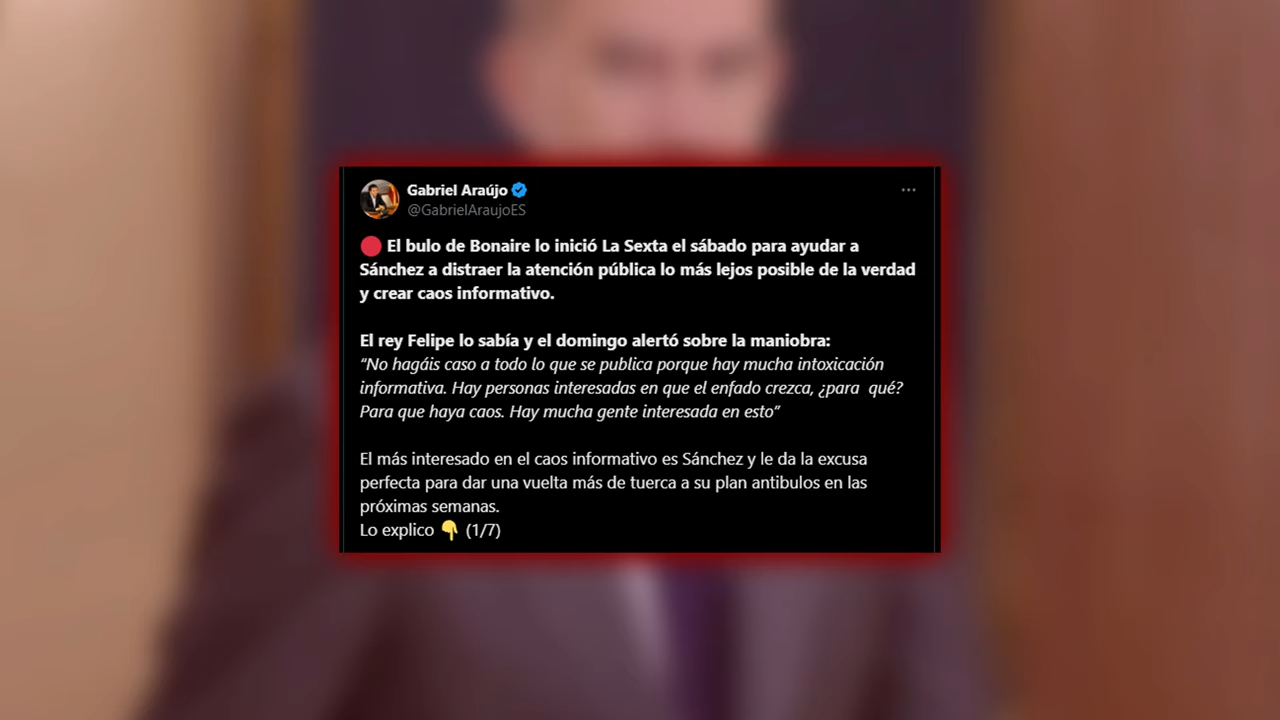 Gabriel Araújo
@GabrielAraujoES
🔴 El bulo de Bonaire lo inició La Sexta el sábado para ayudar a
Sánchez a distraer la atención pública lo más lejos posible de la verdad
y crear caos informativo.
El rey Felipe lo sabía y el domingo alertó sobre la maniobra:
“No hagáis caso a todo lo que se publica porque hay mucha intoxicación
informativa. Hay personas interesadas en que el enfado crezca, ¿para qué?
Para que haya caos. Hay mucha gente interesada en esto”
El más interesado en el caos informativo es Sánchez y le da la excusa
perfecta para dar una vuelta más de tuerca a su plan antibulos en las
próximas semanas.
Lo explico 👇 (1/7)